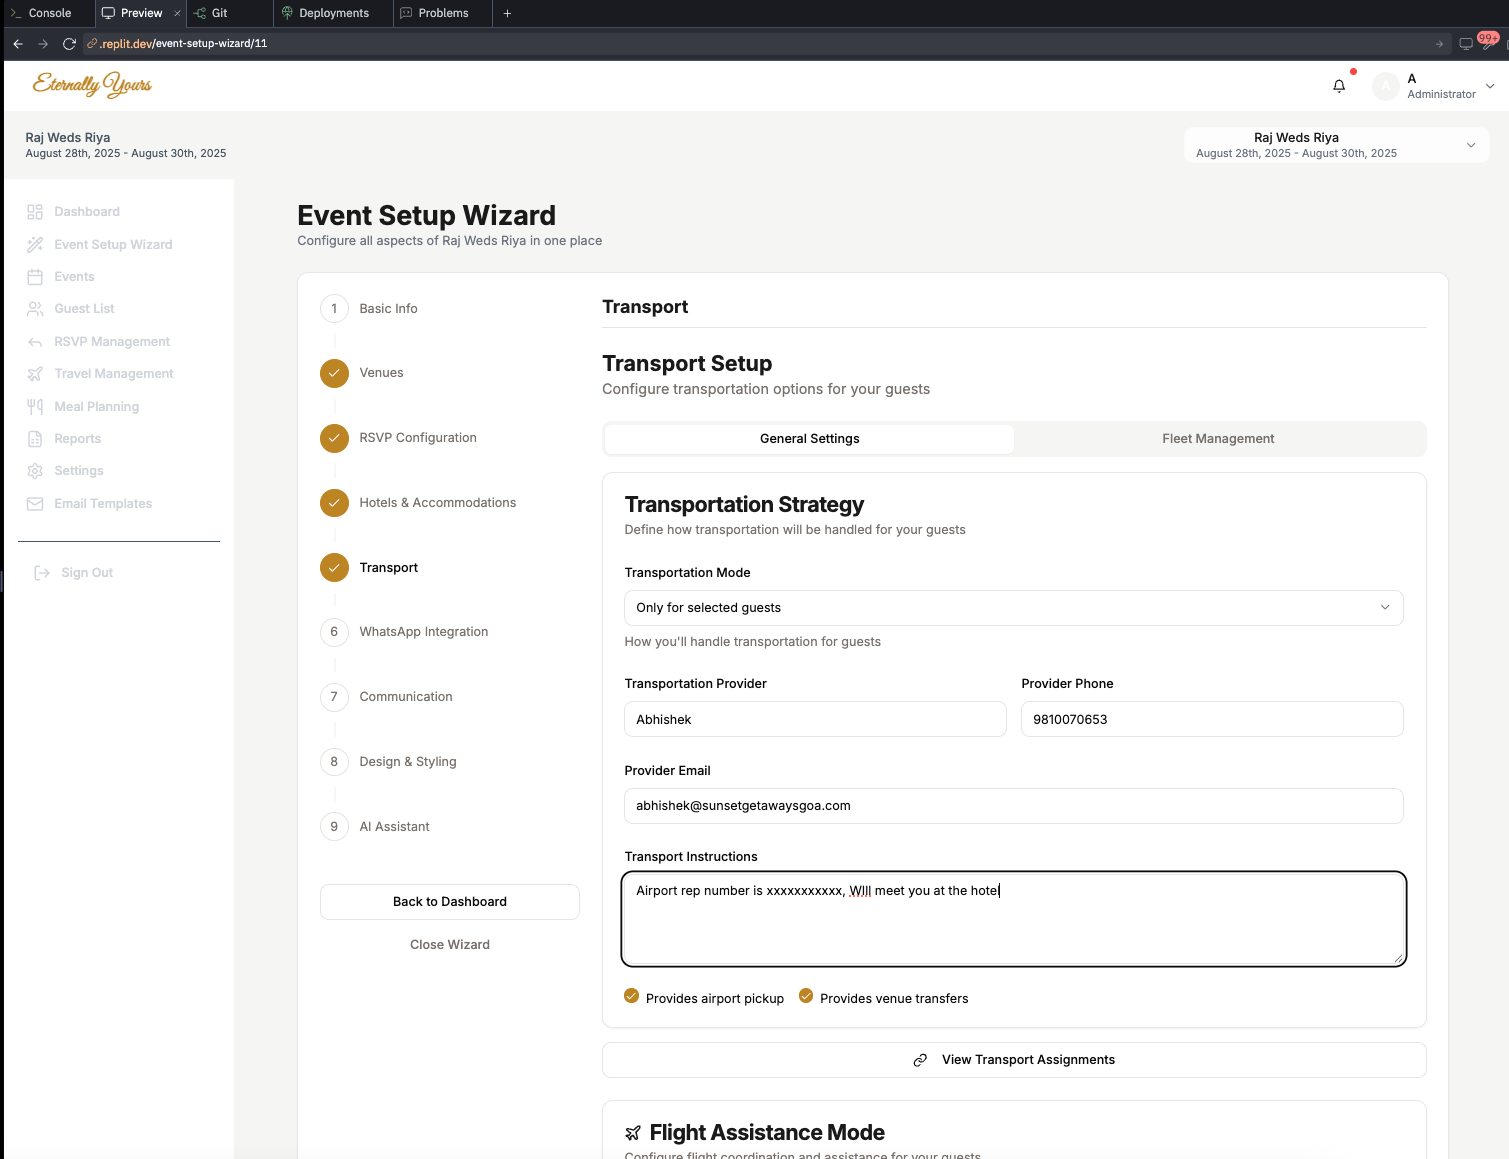 Console
Preview
Git
Deployments
Problems
.replit.dev/event-setup-wizard/11
99+
Eternally Yours
A
A
Administrator
Raj Weds Riya
August 28th, 2025 - August 30th, 2025
Raj Weds Riya
August 28th, 2025 - August 30th, 2025
Dashboard
Event Setup Wizard
Events
Guest List
RSVP Management
Travel Management
Meal Planning
Reports
Settings
Email Templates
Sign Out
Event Setup Wizard
Configure all aspects of Raj Weds Riya in one place
1 Basic Info
Venues
RSVP Configuration
Hotels & Accommodations
Transport
6 WhatsApp Integration
7 Communication
8 Design & Styling
9 AI Assistant
Back to Dashboard
Close Wizard
Transport
Transport Setup
Configure transportation options for your guests
General Settings
Fleet Management
Transportation Strategy
Define how transportation will be handled for your guests
Transportation Mode
Only for selected guests
How you'll handle transportation for guests
Transportation Provider
Provider Phone
Abhishek
9810070653
Provider Email
abhishek@sunsetgetawaysgoa.com
Transport Instructions
Airport rep number is xxxxxxxxxxx, WIll meet you at the hotel
Provides airport pickup
Provides venue transfers
View Transport Assignments
Flight Assistance Mode
Configure flight coordination and assistance for your guests